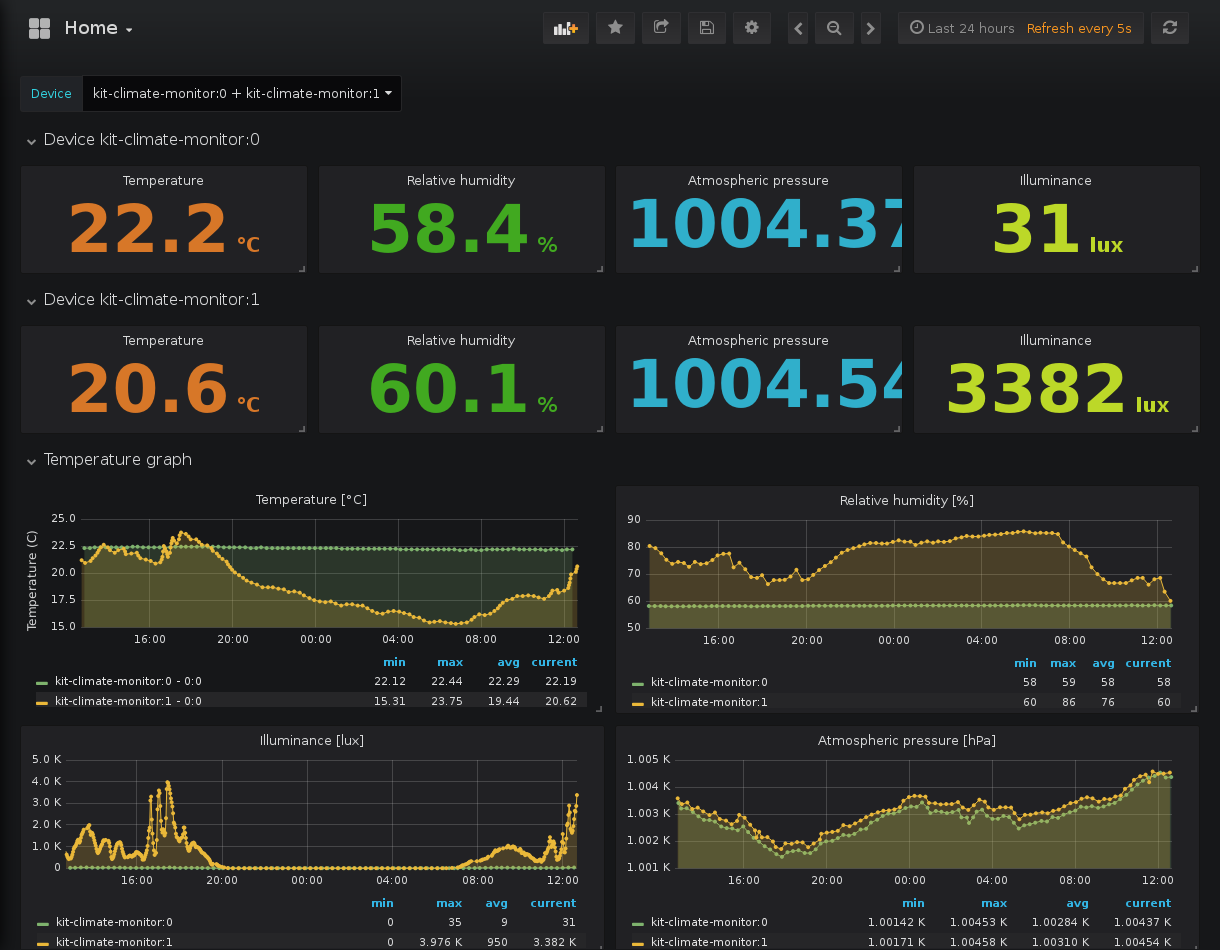 Home
Last 24 hours Refresh every 5s
Device kit-climate-monitor:0 + kit-climate-monitor:1
Device kit-climate-monitor:0
Temperature Relative humidity Atmospheric pressure Illuminance
22.2 °C 58.4 % 1004.37 31 lux
Device kit-climate-monitor:1
Temperature Relative humidity Atmospheric pressure Illuminance
20.6 °C 60.1 % 1004.54 3382 lux
Temperature graph
Temperature [°C]
Temperature (C)
25.0
22.5
20.0
17.5
15.0
16:00 20:00 00:00 04:00 08:00 12:00
min max avg current
kit-climate-monitor:0 - 0:0 22.12 22.44 22.29 22.19
kit-climate-monitor:1 - 0:0 15.31 23.75 19.44 20.62
Relative humidity [%]
90
80
70
60
50
16:00 20:00 00:00 04:00 08:00 12:00
min max avg current
kit-climate-monitor:0 58 59 58 58
kit-climate-monitor:1 60 86 76 60
Illuminance [lux]
5.0 K
4.0 K
3.0 K
2.0 K
1.0 K
0
16:00 20:00 00:00 04:00 08:00 12:00
min max avg current
kit-climate-monitor:0 0 35 9 31
kit-climate-monitor:1 0 3.976 K 950 3.382 K
Atmospheric pressure [hPa]
1.005 K
1.004 K
1.003 K
1.002 K
1.001 K
16:00 20:00 00:00 04:00 08:00 12:00
min max avg current
kit-climate-monitor:0 1.00142 K 1.00453 K 1.00284 K 1.00437 K
kit-climate-monitor:1 1.00171 K 1.00458 K 1.00310 K 1.00454 K